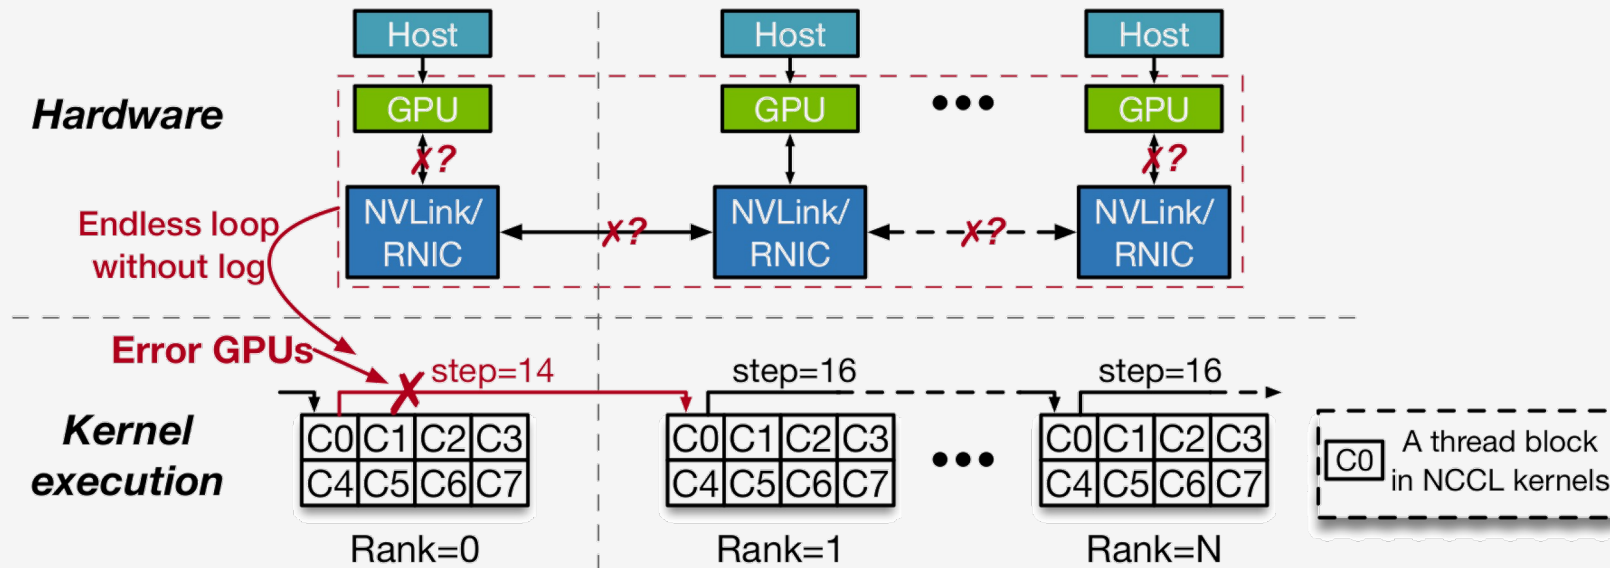 Host
Host
Host
Hardware
GPU
GPU
●●●
GPU
✗?
✗?
NVLink/
RNIC
✗?
NVLink/
RNIC
✗?
NVLink/
RNIC
Endless loop
without log
Error GPUs
step=14
step=16
step=16
Kernel
execution
C0 C1 C2 C3
C4 C5 C6 C7
C0 C1 C2 C3
C4 C5 C6 C7
●●●
C0 C1 C2 C3
C4 C5 C6 C7
C0
A thread block
in NCCL kernels
Rank=0
Rank=1
Rank=N